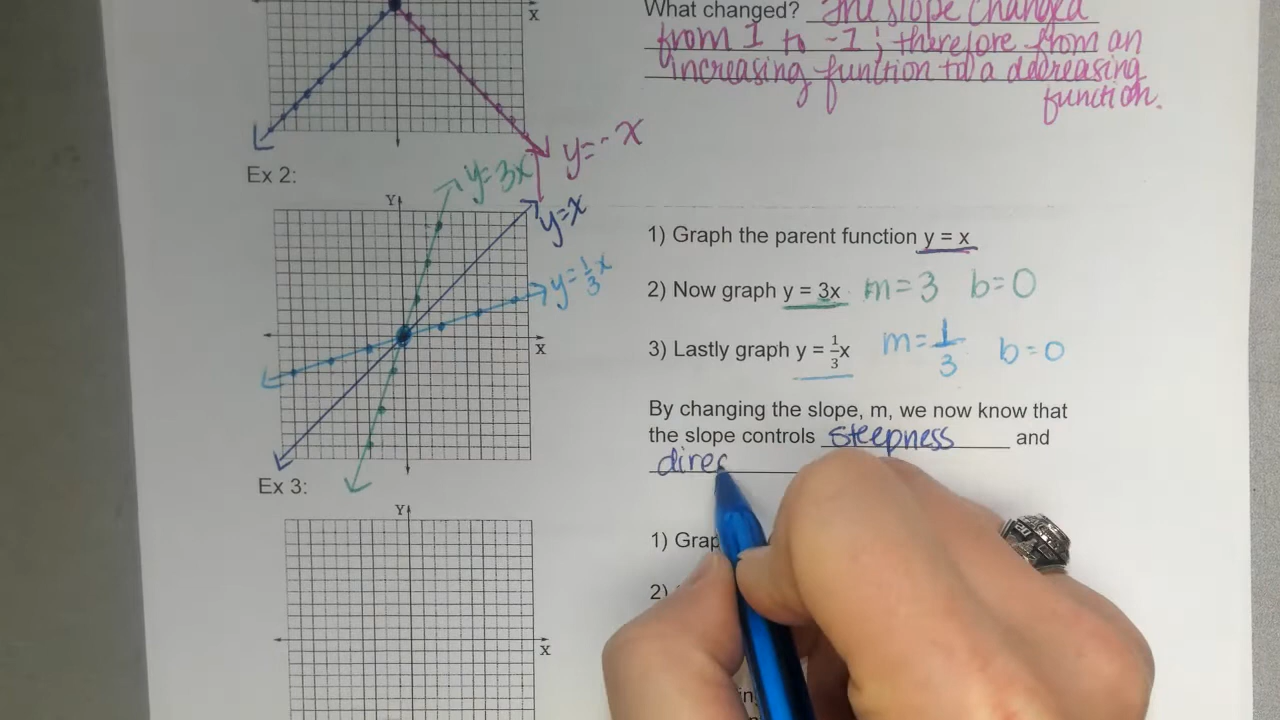 What changed? The slope changed
from 1 to -1; therefore from an
increasing function to a decreasing
function.
X
y=-x
Ex 2:
y=3x
Y
y=x
y=1/3x
X
1) Graph the parent function y = x
2) Now graph y = 3x m=3 b=0
3) Lastly graph y = 1/3x m=1/3 b=0
By changing the slope, m, we now know that
the slope controls steepness and
direc
Ex 3:
Y
X
1) Grap
2)